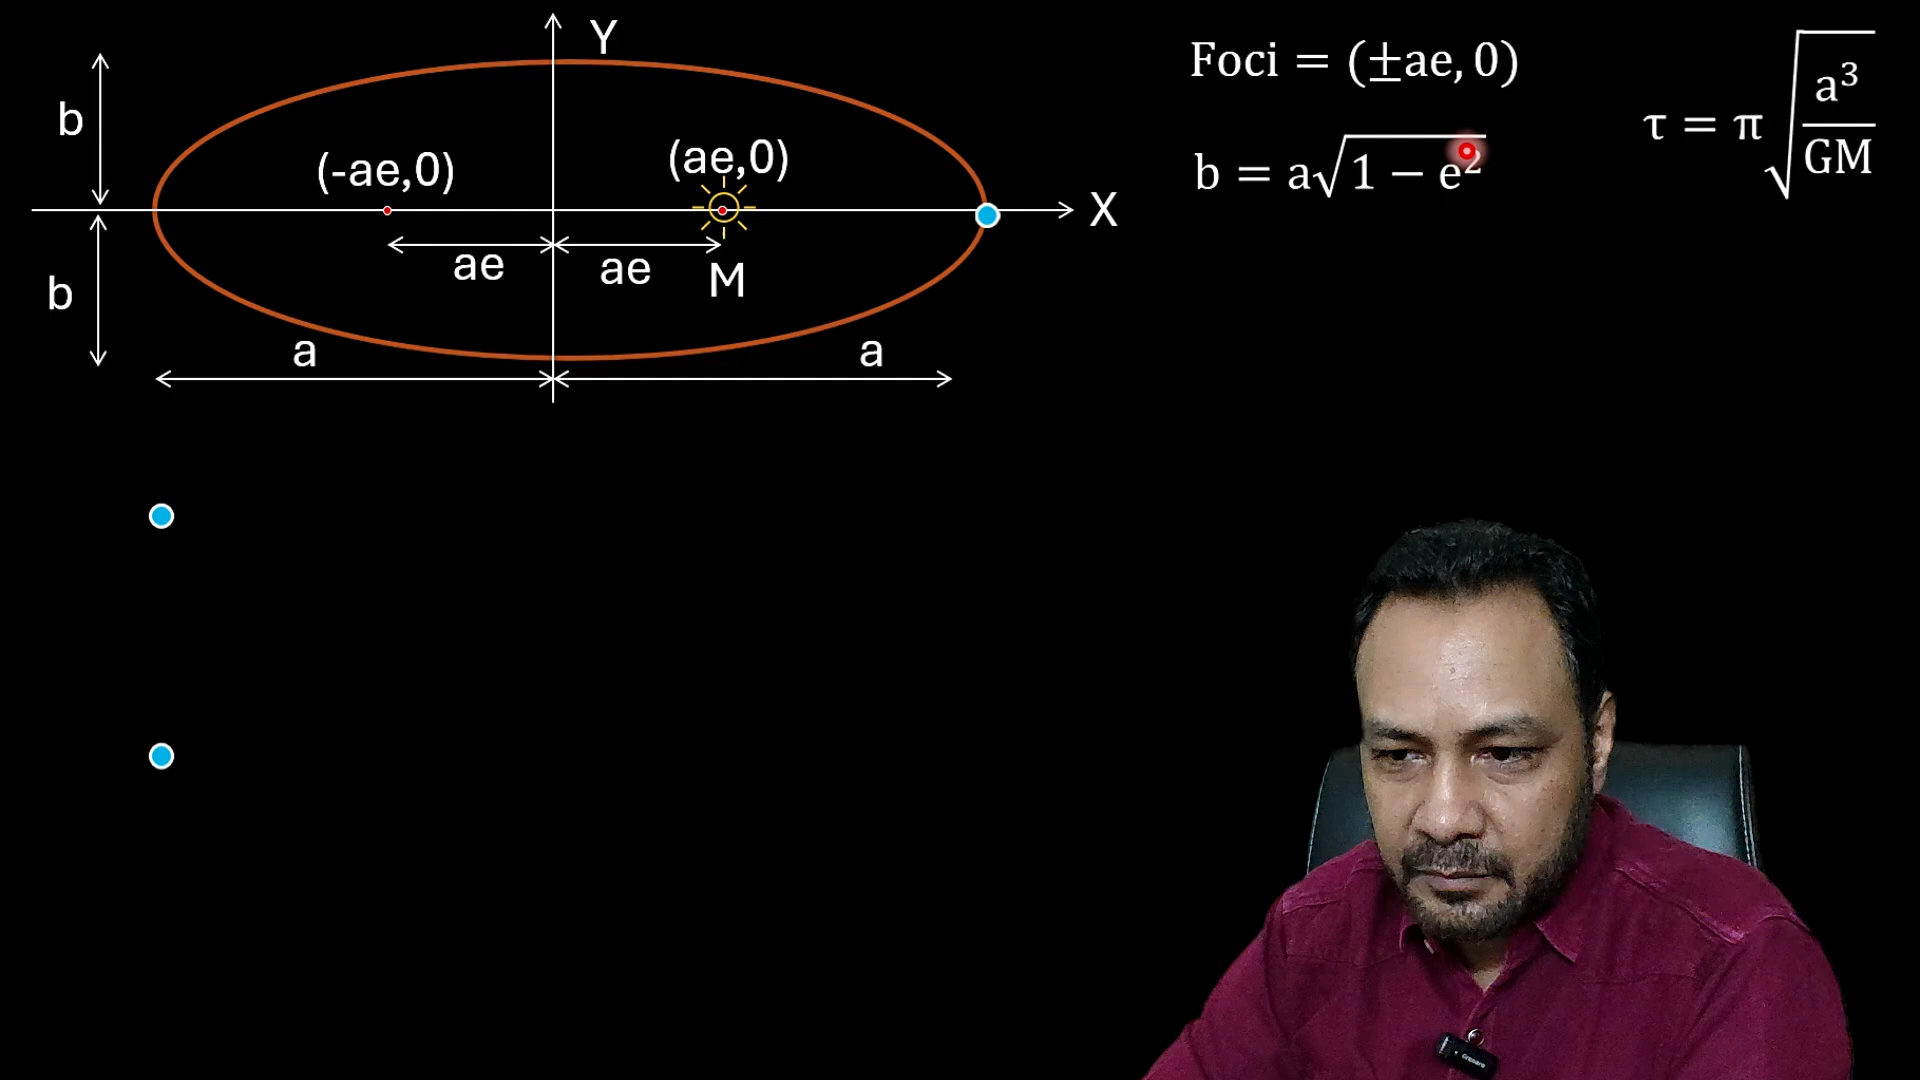 Y
b
(-ae,0)
(ae,0)
X
ae
ae
M
b
a
a
Foci = (±ae, 0)
b = a√1 − e²
τ = π√a³/GM